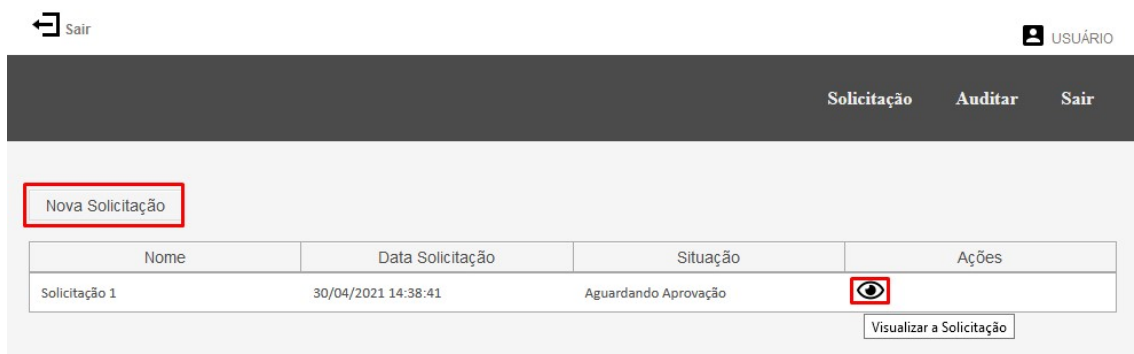 Sair
USUÁRIO
Solicitação Auditar Sair
Nova Solicitação
Nome Data Solicitação Situação Ações
Solicitação 1 30/04/2021 14:38:41 Aguardando Aprovação
Visualizar a Solicitação